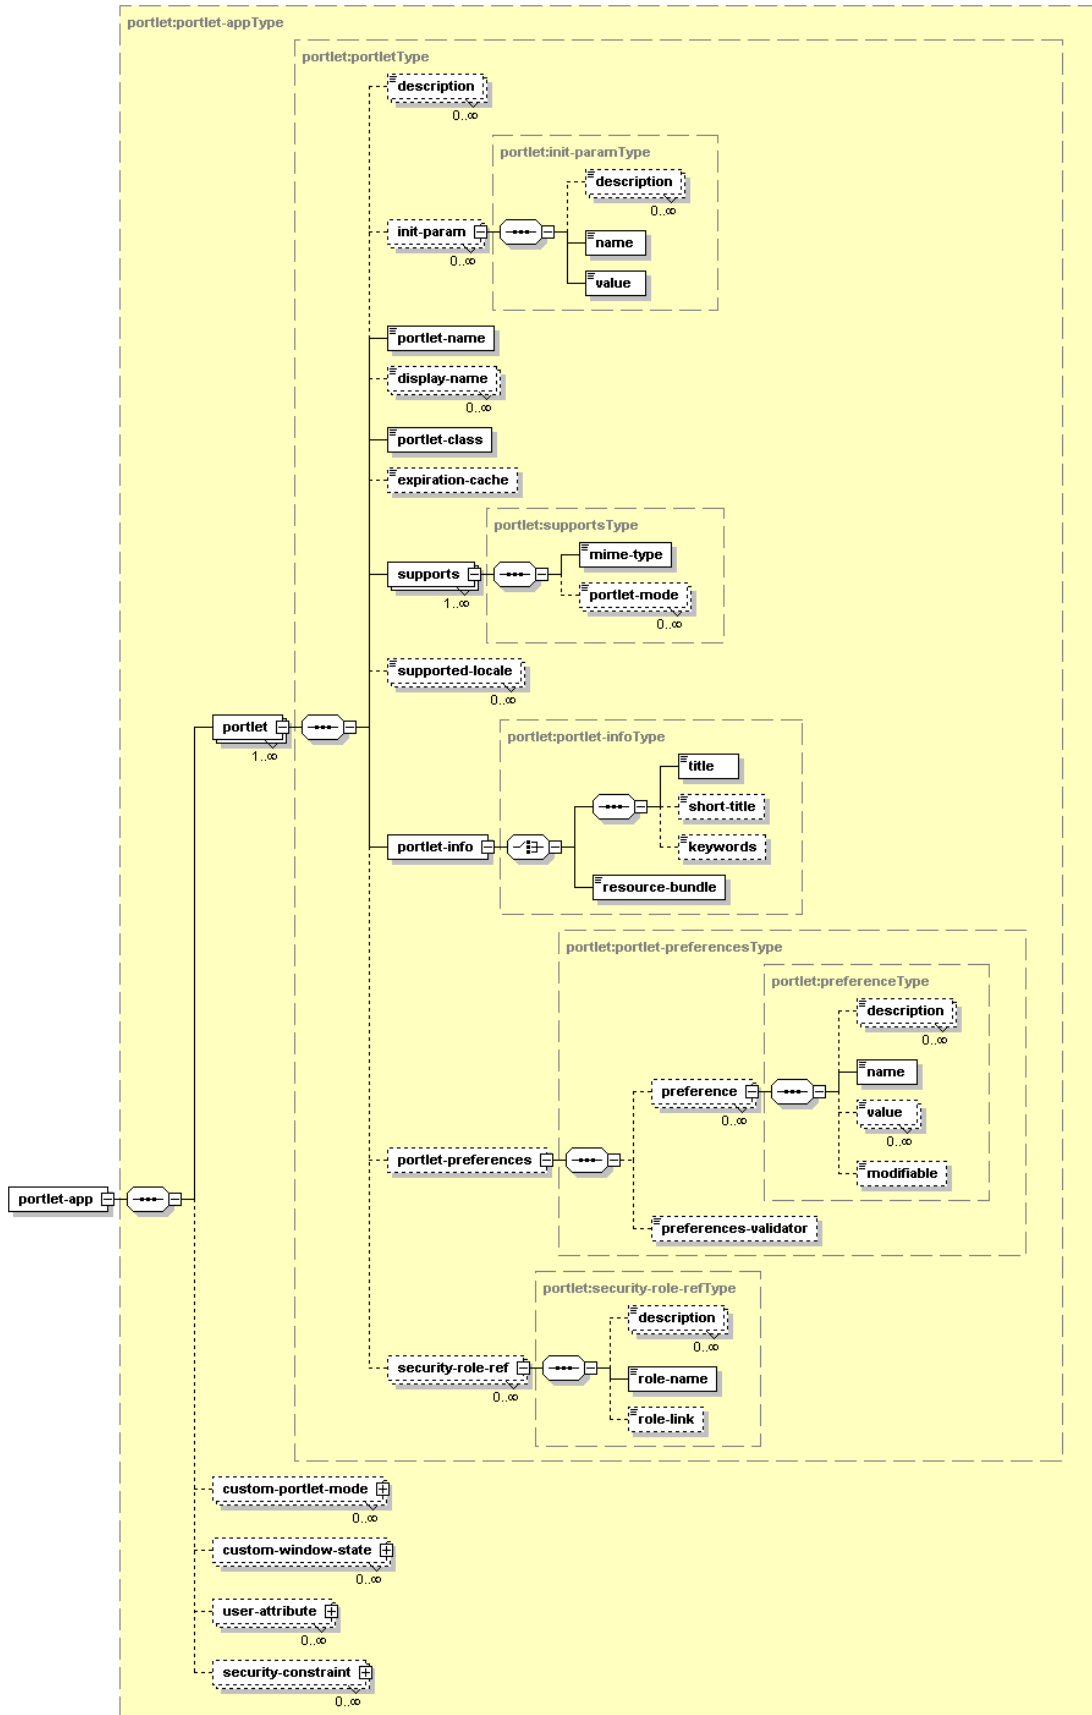 portlet:portlet-appType
portlet:portletType
description
0..∞
portlet:init-paramType
description
0..∞
init-param
0..∞
name
value
portlet-name
display-name
0..∞
portlet-class
expiration-cache
portlet:supportsType
mime-type
supports
1..∞
portlet-mode
0..∞
supported-locale
0..∞
portlet
1..∞
portlet:portlet-infoType
title
short-title
keywords
portlet-info
resource-bundle
portlet:portlet-preferencesType
portlet:preferenceType
description
0..∞
name
preference
0..∞
value
0..∞
modifiable
portlet-preferences
preferences-validator
portlet-app
portlet:security-role-refType
description
0..∞
security-role-ref
0..∞
role-name
role-link
custom-portlet-mode
0..∞
custom-window-state
0..∞
user-attribute
0..∞
security-constraint
0..∞